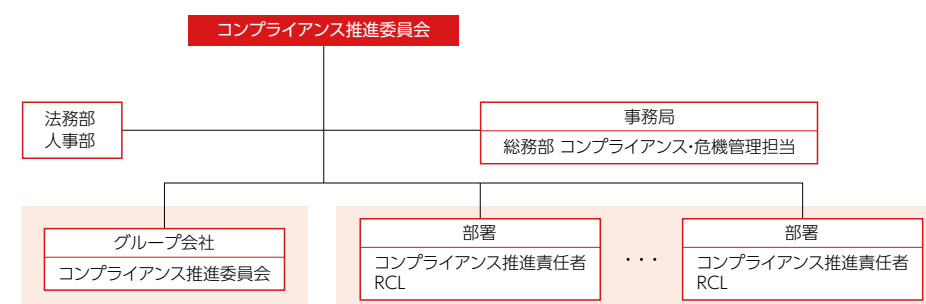 コンプライアンス推進委員会
法務部
人事部
事務局
総務部 コンプライアンス・危機管理担当
グループ会社
コンプライアンス推進委員会
部署
コンプライアンス推進責任者
RCL
・・・
部署
コンプライアンス推進責任者
RCL